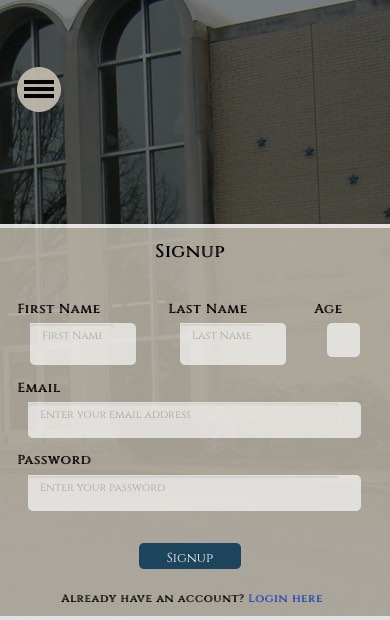 Signup
First Name Last Name Age
First Name Last Name
Email
Enter your email address
Password
Enter your password
Signup
Already have an account? Login here